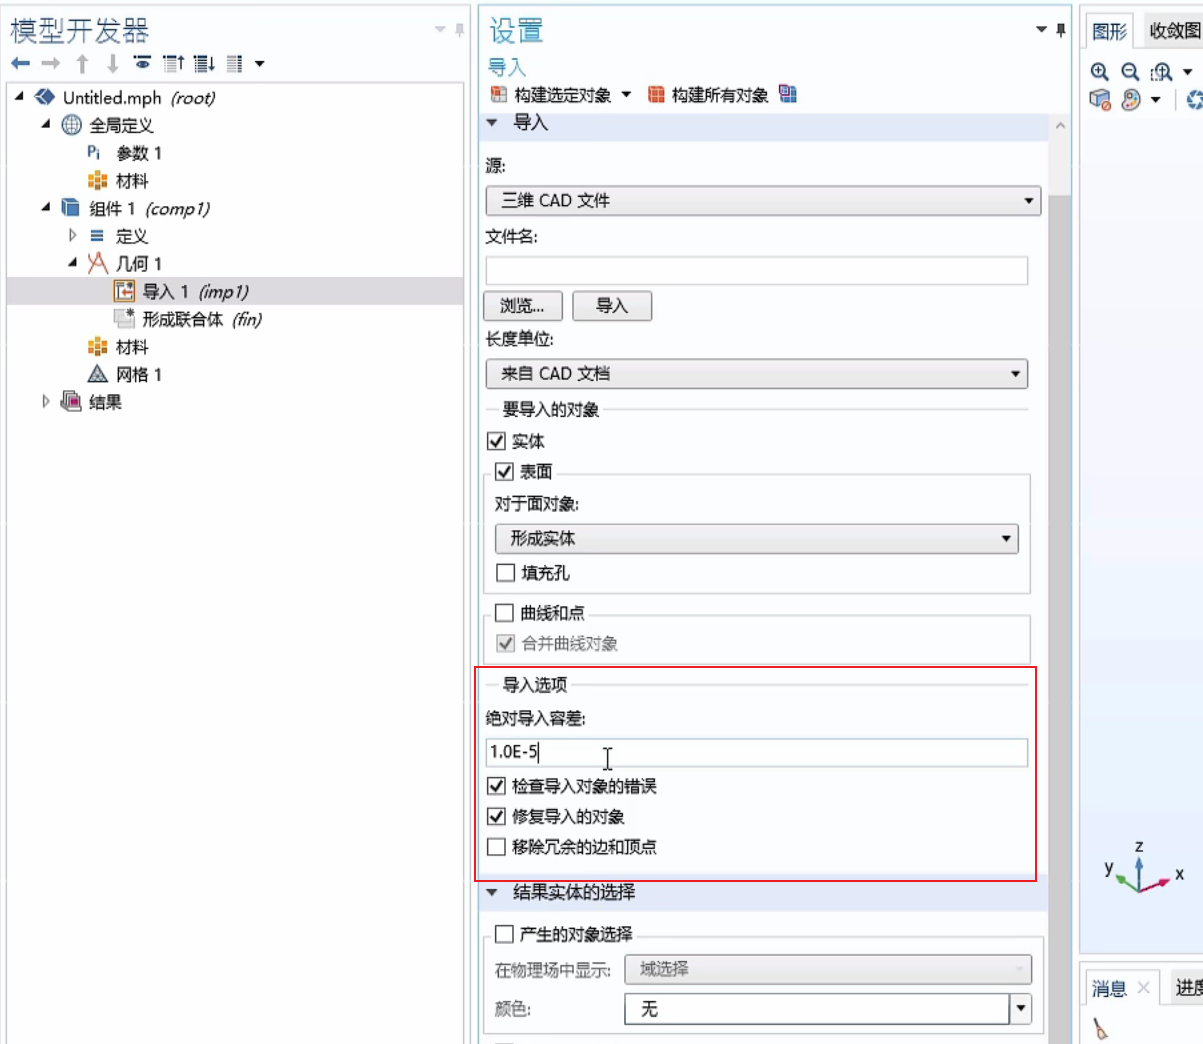 模型开发器
Untitled.mph (root)
全局定义
Pi 参数 1
材料
组件 1 (comp1)
定义
几何 1
导入 1 (imp1)
形成联合体 (fin)
材料
网格 1
结果
设置
导入
构建选定对象
构建所有对象
导入
源:
三维 CAD 文件
文件名:
浏览...
导入
长度单位:
来自 CAD 文档
要导入的对象
实体
表面
对于面对象:
形成实体
填充孔
曲线和点
合并曲线对象
导入选项
绝对导入容差:
1.0E-5
检查导入对象的错误
修复导入的对象
移除冗余的边和顶点
结果实体的选择
产生的对象选择
在物理场中显示:
域选择
颜色:
无
图形
收敛图
z
y
x
消息
进度